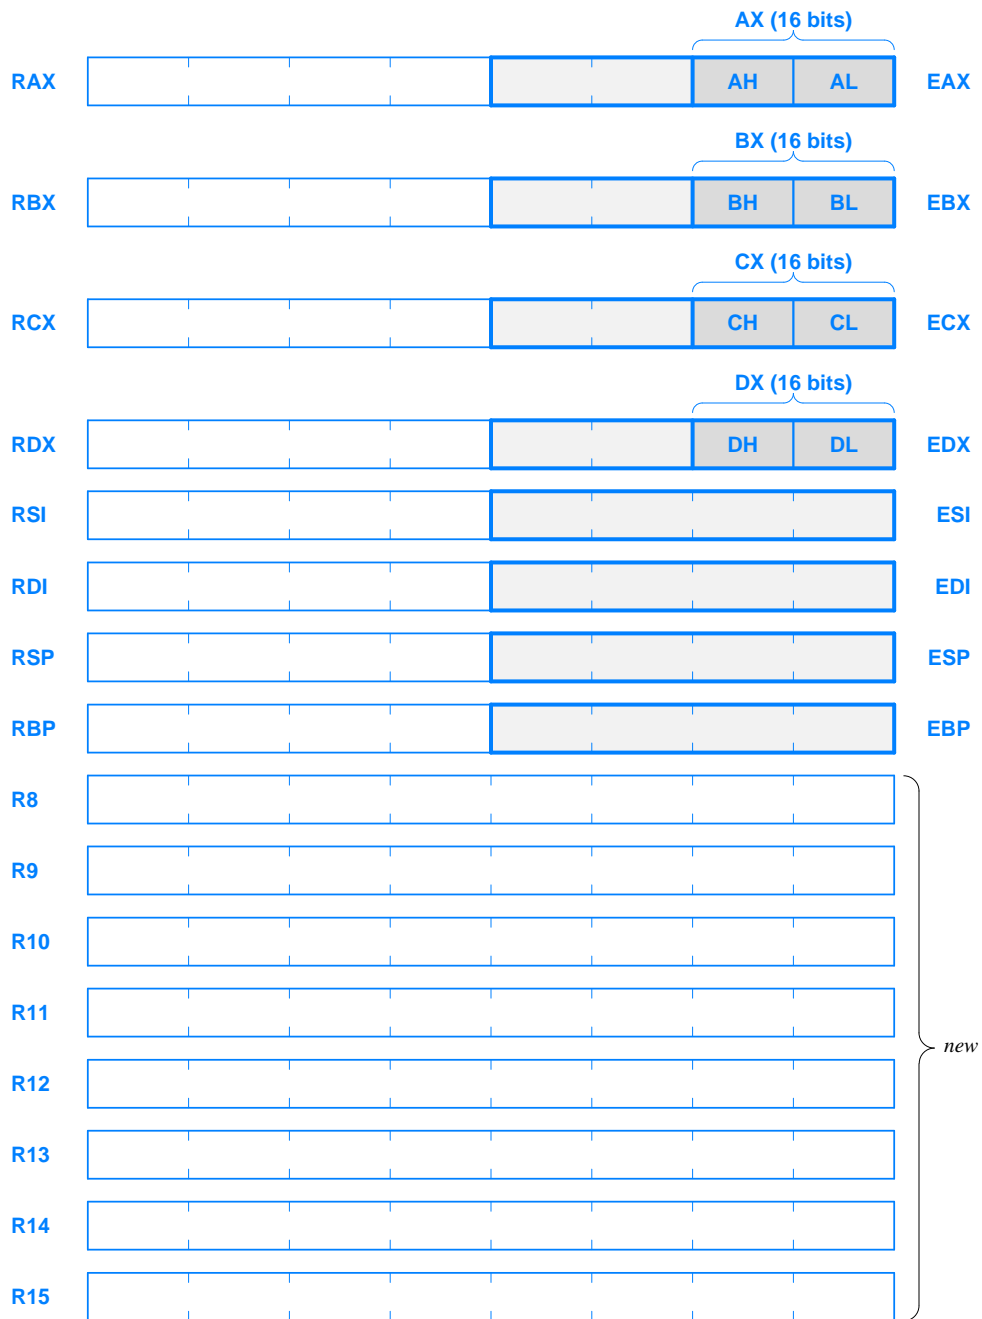 AX (16 bits)
RAX AH AL EAX
BX (16 bits)
RBX BH BL EBX
CX (16 bits)
RCX CH CL ECX
DX (16 bits)
RDX DH DL EDX
RSI ESI
RDI EDI
RSP ESP
RBP EBP
R8
R9
R10
R11
new
R12
R13
R14
R15